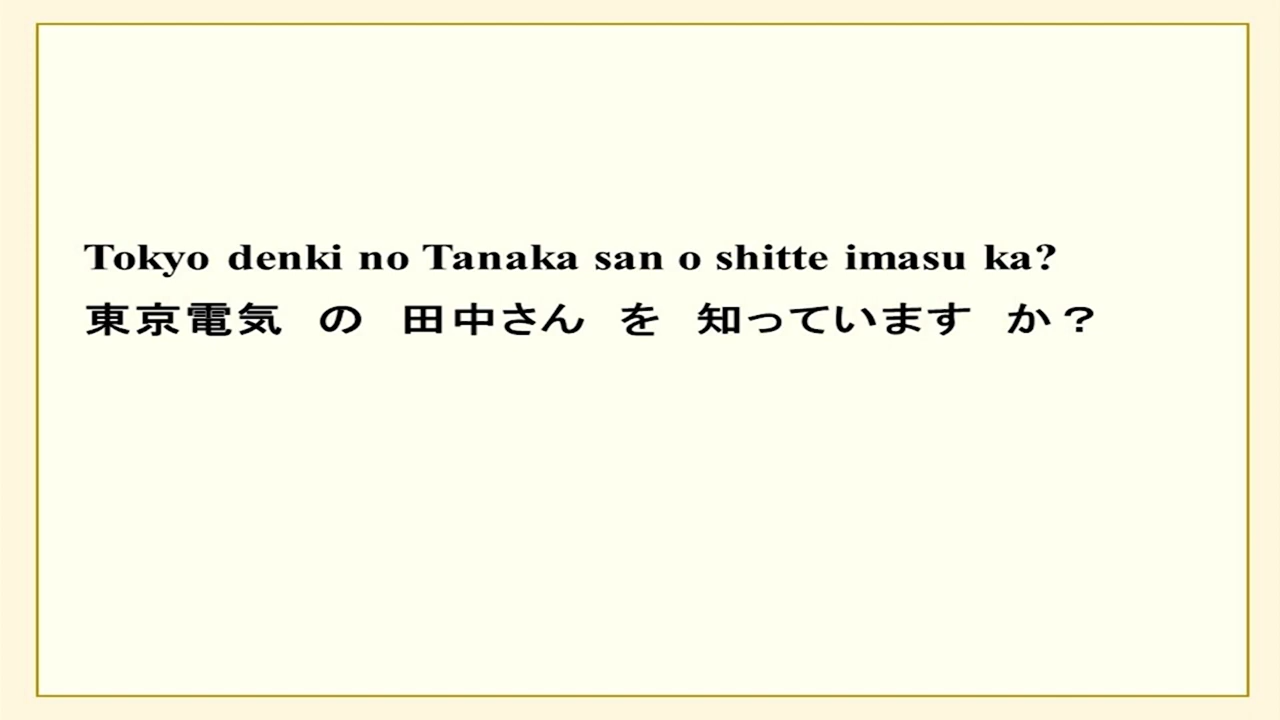 Tokyo denki no Tanaka san o shitte imasu ka?
東京電気 の 田中さん を 知っています か？